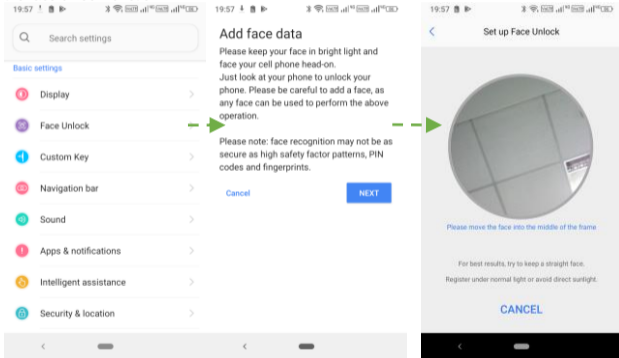 19:57
Search settings
Basic settings
Display
Face Unlock
Custom Key
Navigation bar
Sound
Apps & notifications
Intelligent assistance
Security & location
19:57
Add face data
Please keep your face in bright light and
face your cell phone head-on.
Just look at your phone to unlock your
phone. Please be careful to add a face, as
any face can be used to perform the above
operation.
Please note: face recognition may not be as
secure as high safety factor patterns, PIN
codes and fingerprints.
Cancel
NEXT
19:57
Set up Face Unlock
Please move the face into the middle of the frame
For best results, try to keep a straight face.
Register under normal light or avoid direct sunlight.
CANCEL